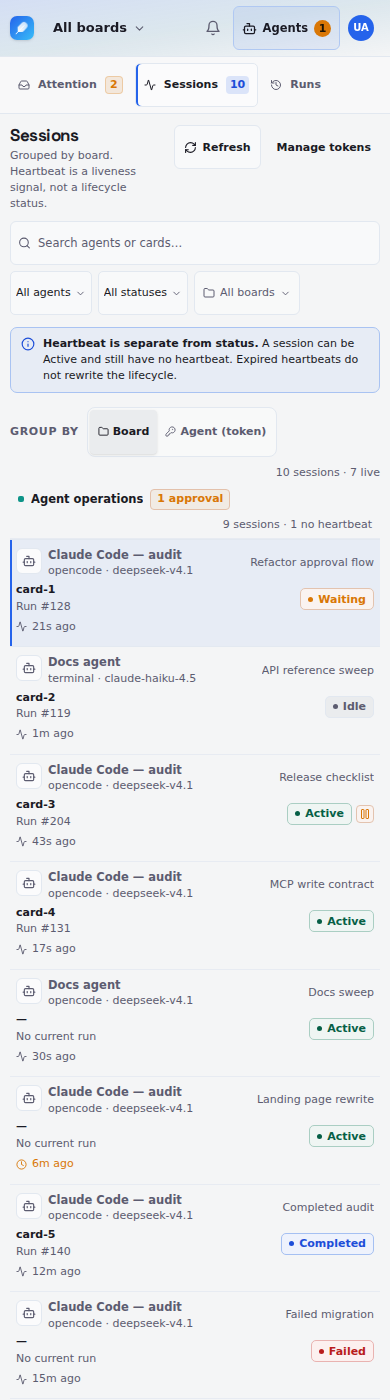 All boards
Agents 1
UA
Attention 2
Sessions 10
Runs
Sessions
Grouped by board.
Heartbeat is a liveness
signal, not a lifecycle
status.
Refresh
Manage tokens
Search agents or cards...
All agents
All statuses
All boards
Heartbeat is separate from status. A session can be
Active and still have no heartbeat. Expired heartbeats do
not rewrite the lifecycle.
GROUP BY
Board
Agent (token)
10 sessions · 7 live
Agent operations 1 approval
9 sessions · 1 no heartbeat
Claude Code — audit
opencode · deepseek-v4.1
Refactor approval flow
card-1
Run #128
Waiting
21s ago
Docs agent
terminal · claude-haiku-4.5
API reference sweep
card-2
Run #119
Idle
1m ago
Claude Code — audit
opencode · deepseek-v4.1
Release checklist
card-3
Run #204
Active
43s ago
Claude Code — audit
opencode · deepseek-v4.1
MCP write contract
card-4
Run #131
Active
17s ago
Docs agent
opencode · deepseek-v4.1
Docs sweep
—
No current run
Active
30s ago
Claude Code — audit
opencode · deepseek-v4.1
Landing page rewrite
—
No current run
Active
6m ago
Claude Code — audit
opencode · deepseek-v4.1
Completed audit
card-5
Run #140
Completed
12m ago
Claude Code — audit
opencode · deepseek-v4.1
Failed migration
—
No current run
Failed
15m ago